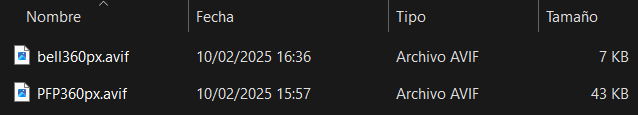 Nombre Fecha Tipo Tamaño
bell360px.avif 10/02/2025 16:36 Archivo AVIF 7 KB
PFP360px.avif 10/02/2025 15:57 Archivo AVIF 43 KB